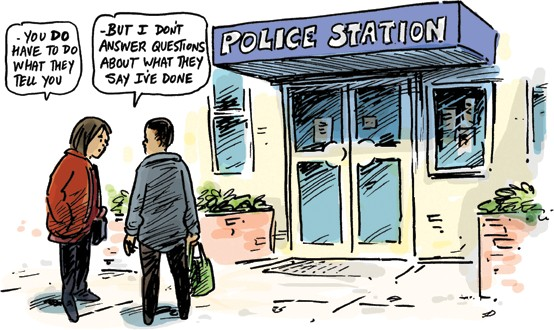 - YOU DO
HAVE TO DO
WHAT THEY
TELL YOU
-BUT I DON'T
ANSWER QUESTIONS
ABOUT WHAT THEY
SAY I'VE DONE
POLICE STATION